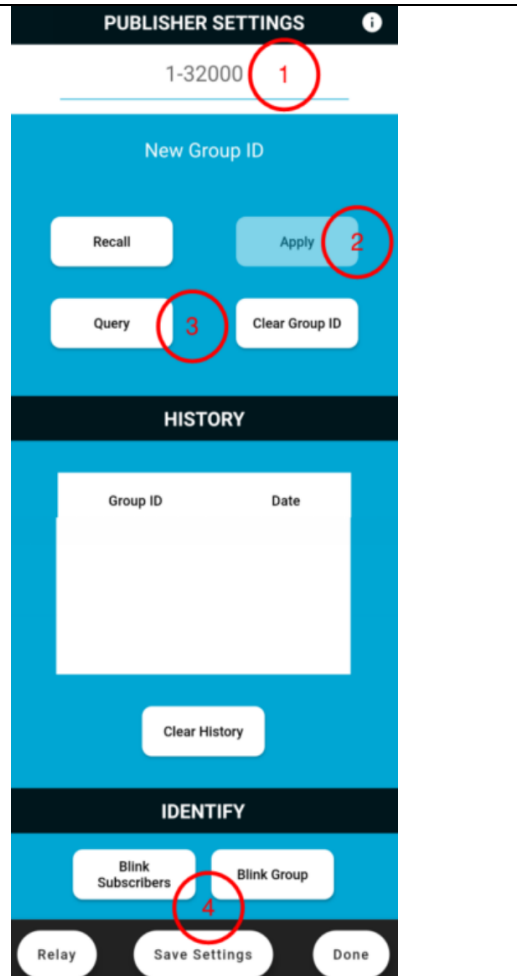 PUBLISHER SETTINGS i
1-32000 1
New Group ID
Recall Apply 2
Query 3 Clear Group ID
HISTORY
Group ID Date
Clear History
IDENTIFY
Blink
Subscribers Blink Group
4
Relay Save Settings Done